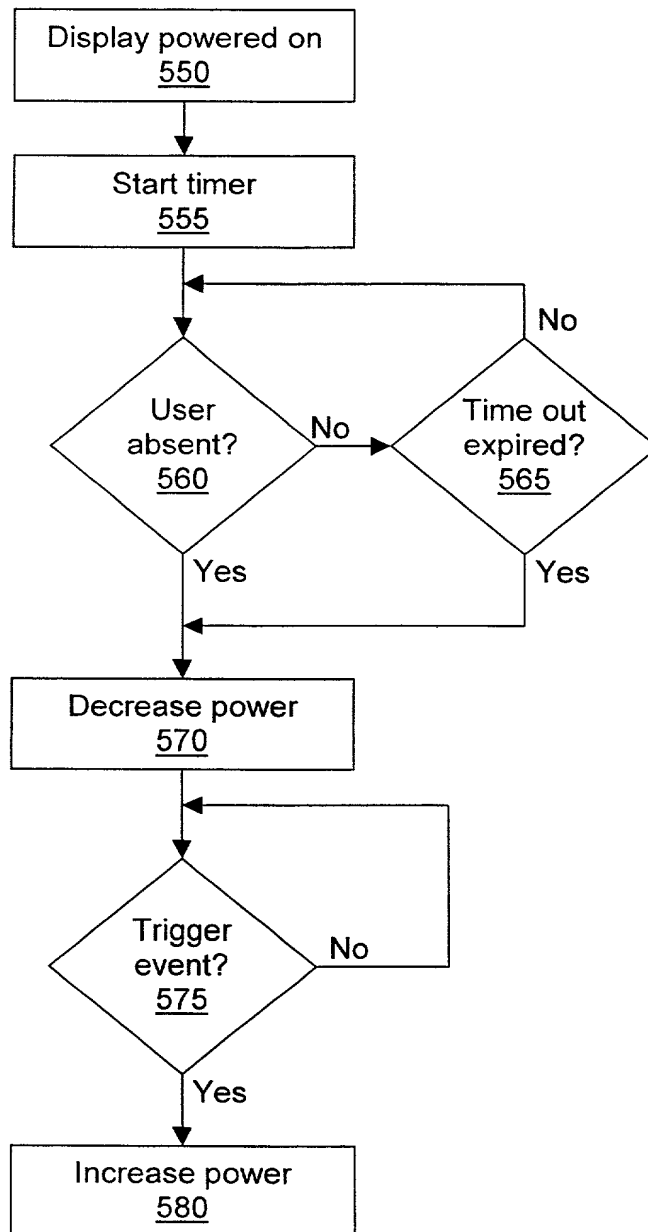 Display powered on
550
Start timer
555
No
User
absent?
560
No
Time out
expired?
565
Yes
Yes
Decrease power
570
Trigger
event?
575
No
Yes
Increase power
580